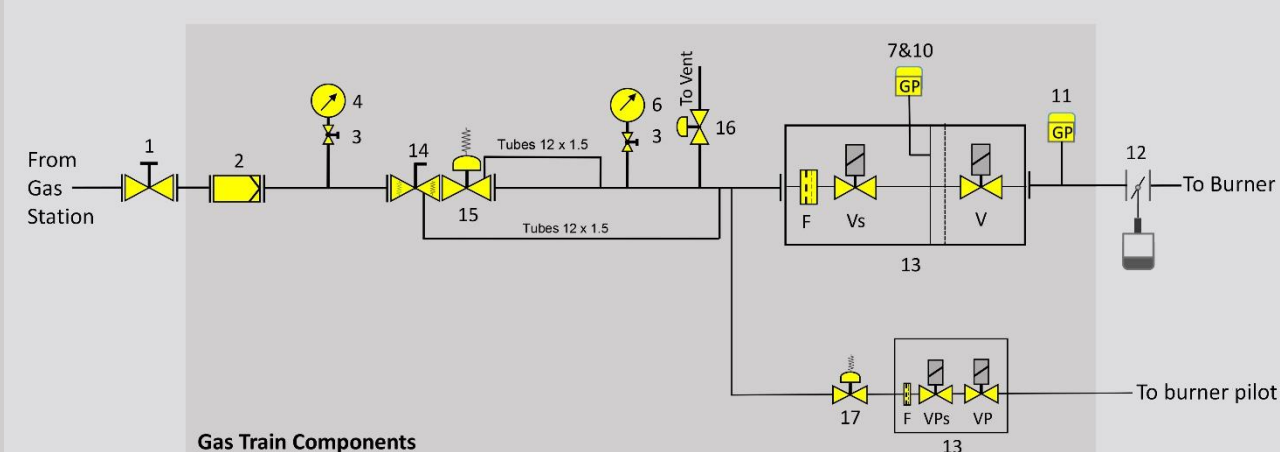 7&10
4
To Vent
6
11
1
From
Gas
Station
2
3
14
Tubes 12 x 1.5
3
16
GP
GP
12
To Burner
15
Tubes 12 x 1.5
F
Vs
V
13
17
F
VPs
VP
To burner pilot
13
Gas Train Components